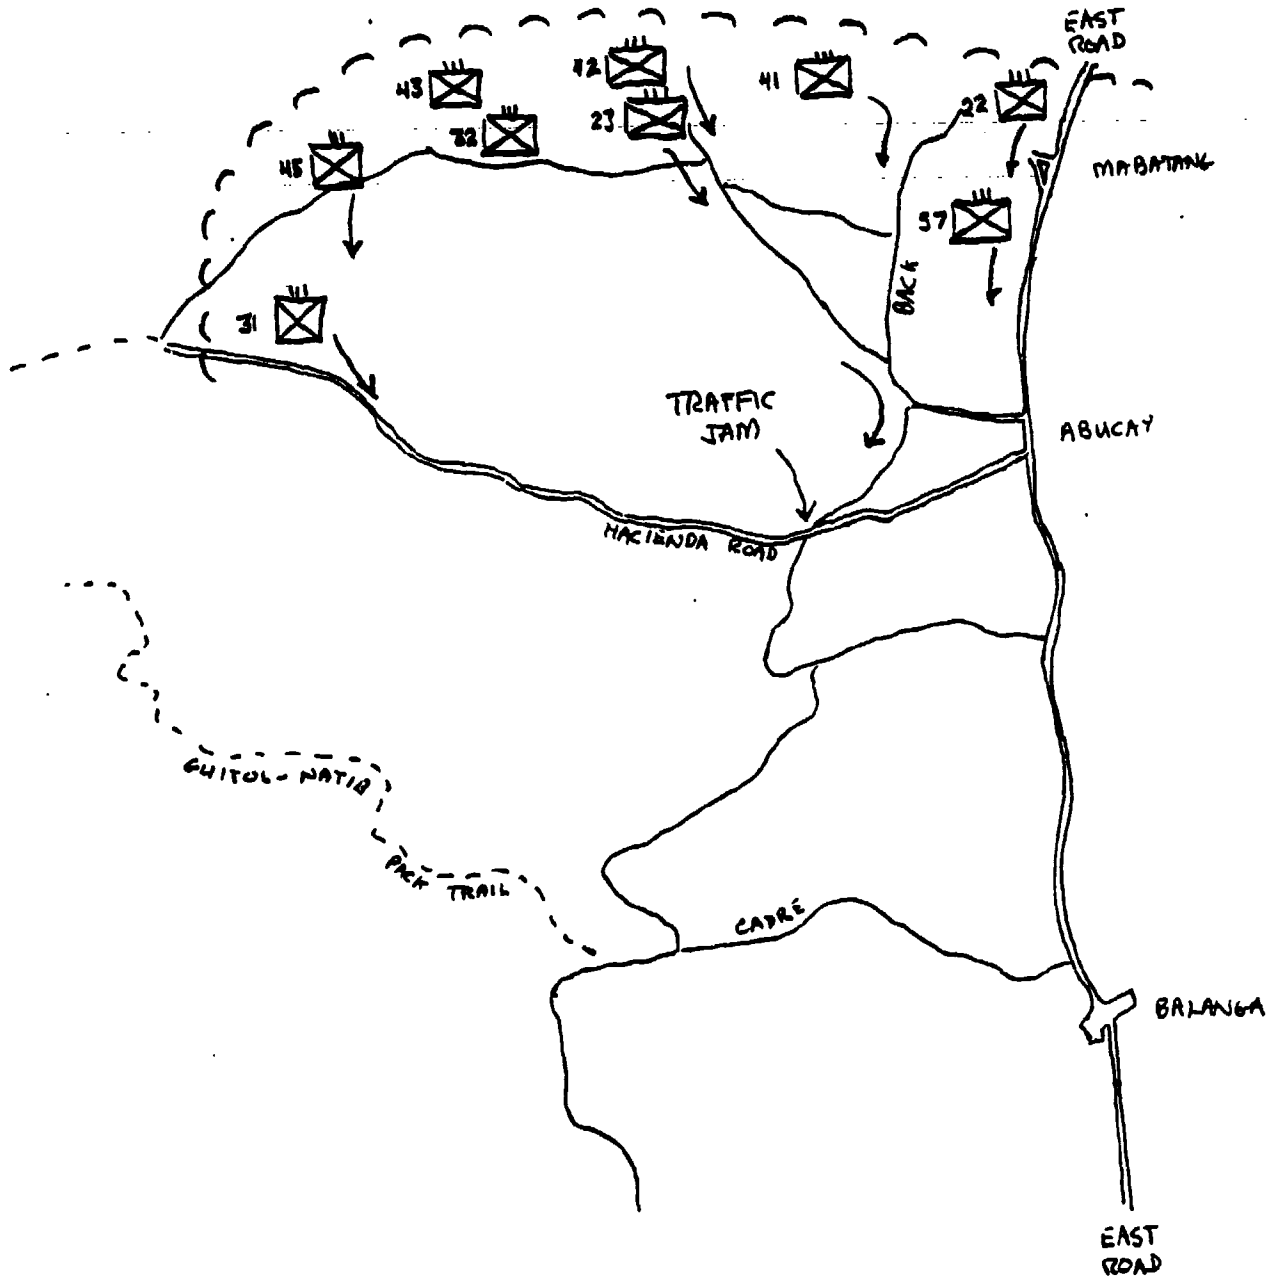 EAST
ROAD
43
42
41
22
32
23
45
MABATANG
57
BACK
31
TRAFFIC
JAM
ABUCAY
HACIENDA ROAD
GUITOL-NATIB
PACK TRAIL
CADRE
BALANGA
EAST
ROAD